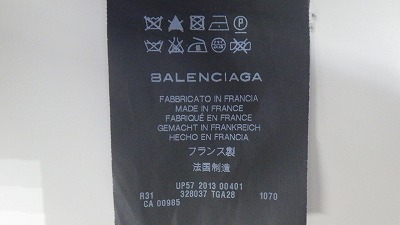 BALENCIAGA
FABBRICATO IN FRANCIA
MADE IN FRANCE
FABRIQUÉ EN FRANCE
GEMACHT IN FRANKREICH
HECHO EN FRANCIA
フランス製
法国制造
UP57 2013 00401
R31 328037 TGA28 1070
CA 00985